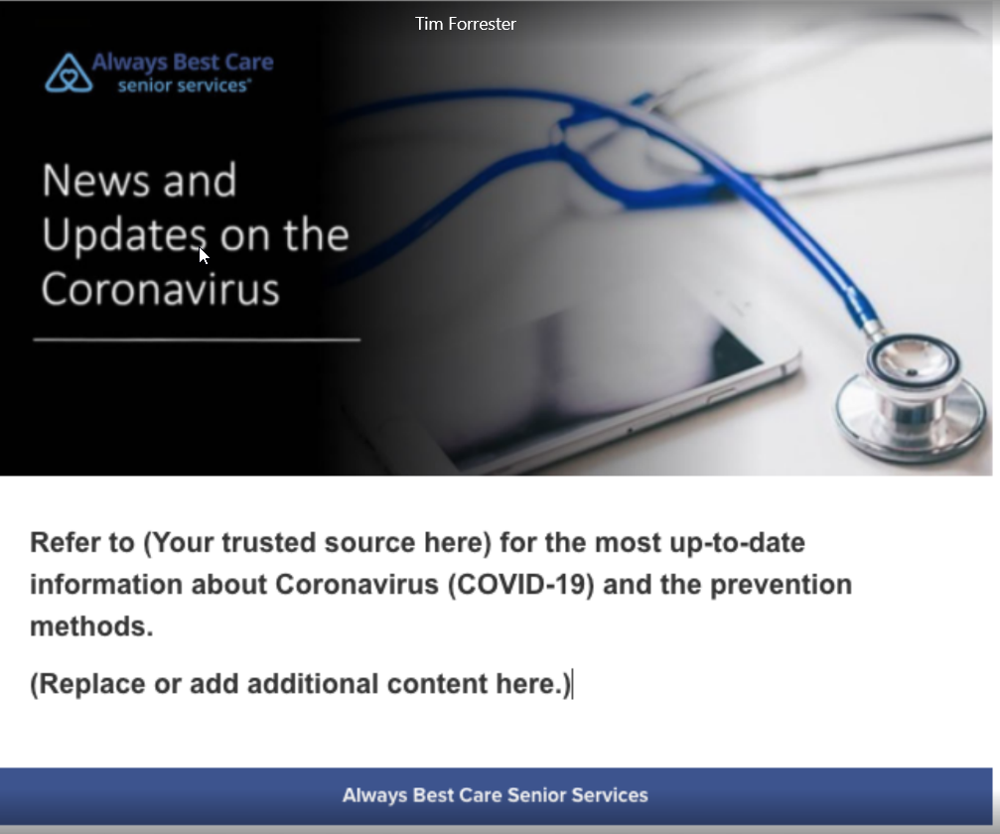 Tim Forrester
Always Best Care
senior services
News and
Updates on the
Coronavirus
Refer to (Your trusted source here) for the most up-to-date
information about Coronavirus (COVID-19) and the prevention
methods.
(Replace or add additional content here.)
Always Best Care Senior Services